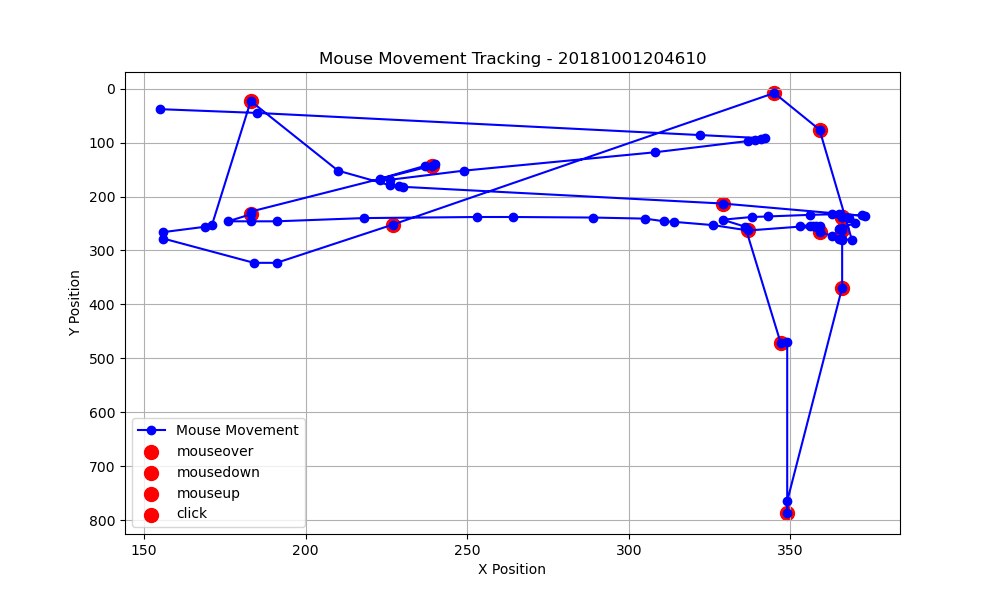 Mouse Movement Tracking - 20181001204610
0
100
200
300
400
500
600
700
800
Y Position
Mouse Movement
mouseover
mousedown
mouseup
click
150 200 250 300 350
X Position